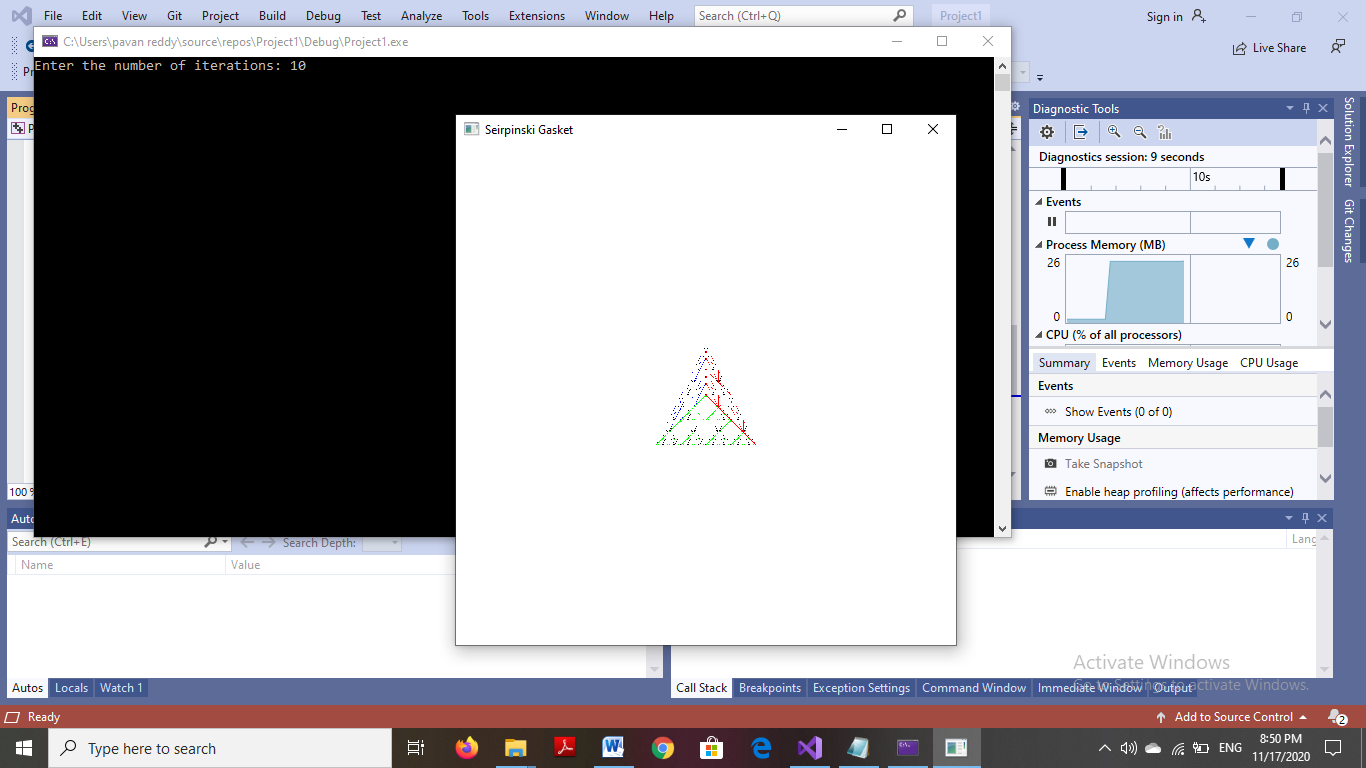 File Edit View Git Project Build Debug Test Analyze Tools Extensions Window Help Search (Ctrl+Q) Project1 Sign in
C:\Users\pavan reddy\source\repos\Project1\Debug\Project1.exe
Live Share
Enter the number of iterations: 10
Seirpinski Gasket
Diagnostic Tools
Diagnostics session: 9 seconds
10s
Events
Process Memory (MB)
26 26
0 0
CPU (% of all processors)
Summary Events Memory Usage CPU Usage
Events
Show Events (0 of 0)
Memory Usage
Take Snapshot
Enable heap profiling (affects performance)
Solution Explorer
Git Changes
100 %
Search (Ctrl+E) Search Depth:
Name Value
Lang
Autos Locals Watch 1
Call Stack Breakpoints Exception Settings Command Window Immediate Window Output
Activate Windows
Go to Settings to activate Windows.
Ready Add to Source Control 2
Type here to search
ENG
8:50 PM
11/17/2020